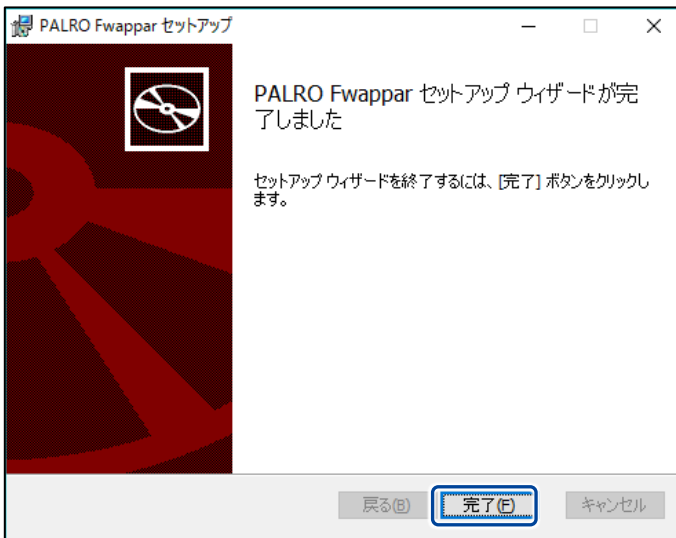 PALRO Fwappar セットアップ
PALRO Fwappar セットアップ ウィザードが完
了しました
セットアップ ウィザードを終了するには、[完了] ボタンをクリックし
ます。
戻る(B) 完了(F) キャンセル